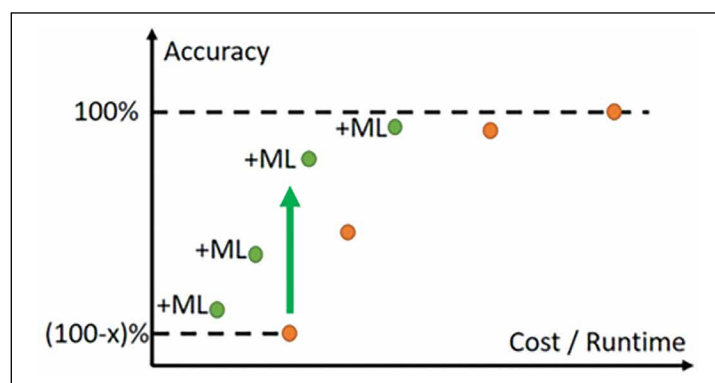 Accuracy
100%
+ML
+ML
+ML
+ML
(100-x)%
Cost / Runtime